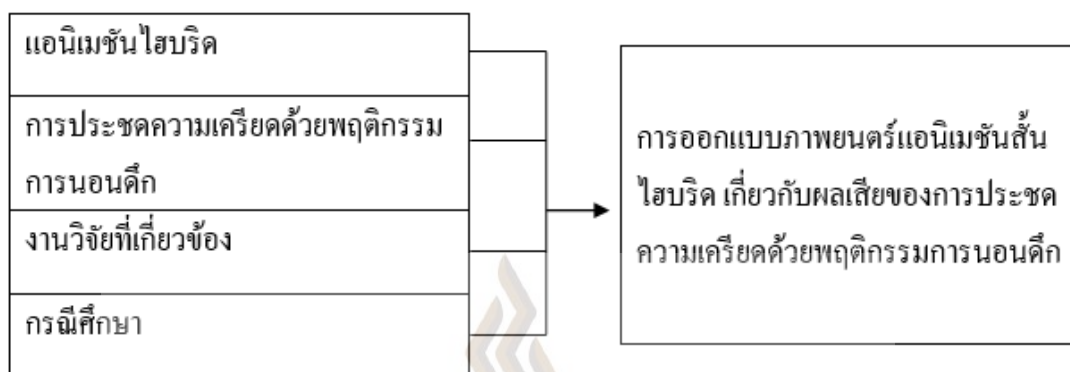 แอนิเมชันไฮบริด
การประชดความเครียดด้วยพฤติกรรม
การนอนดึก
งานวิจัยที่เกี่ยวข้อง
กรณีศึกษา
การออกแบบภาพยนตร์แอนิเมชันสั้น
ไฮบริด เกี่ยวกับผลเสียของการประชด
ความเครียดด้วยพฤติกรรมการนอนดึก